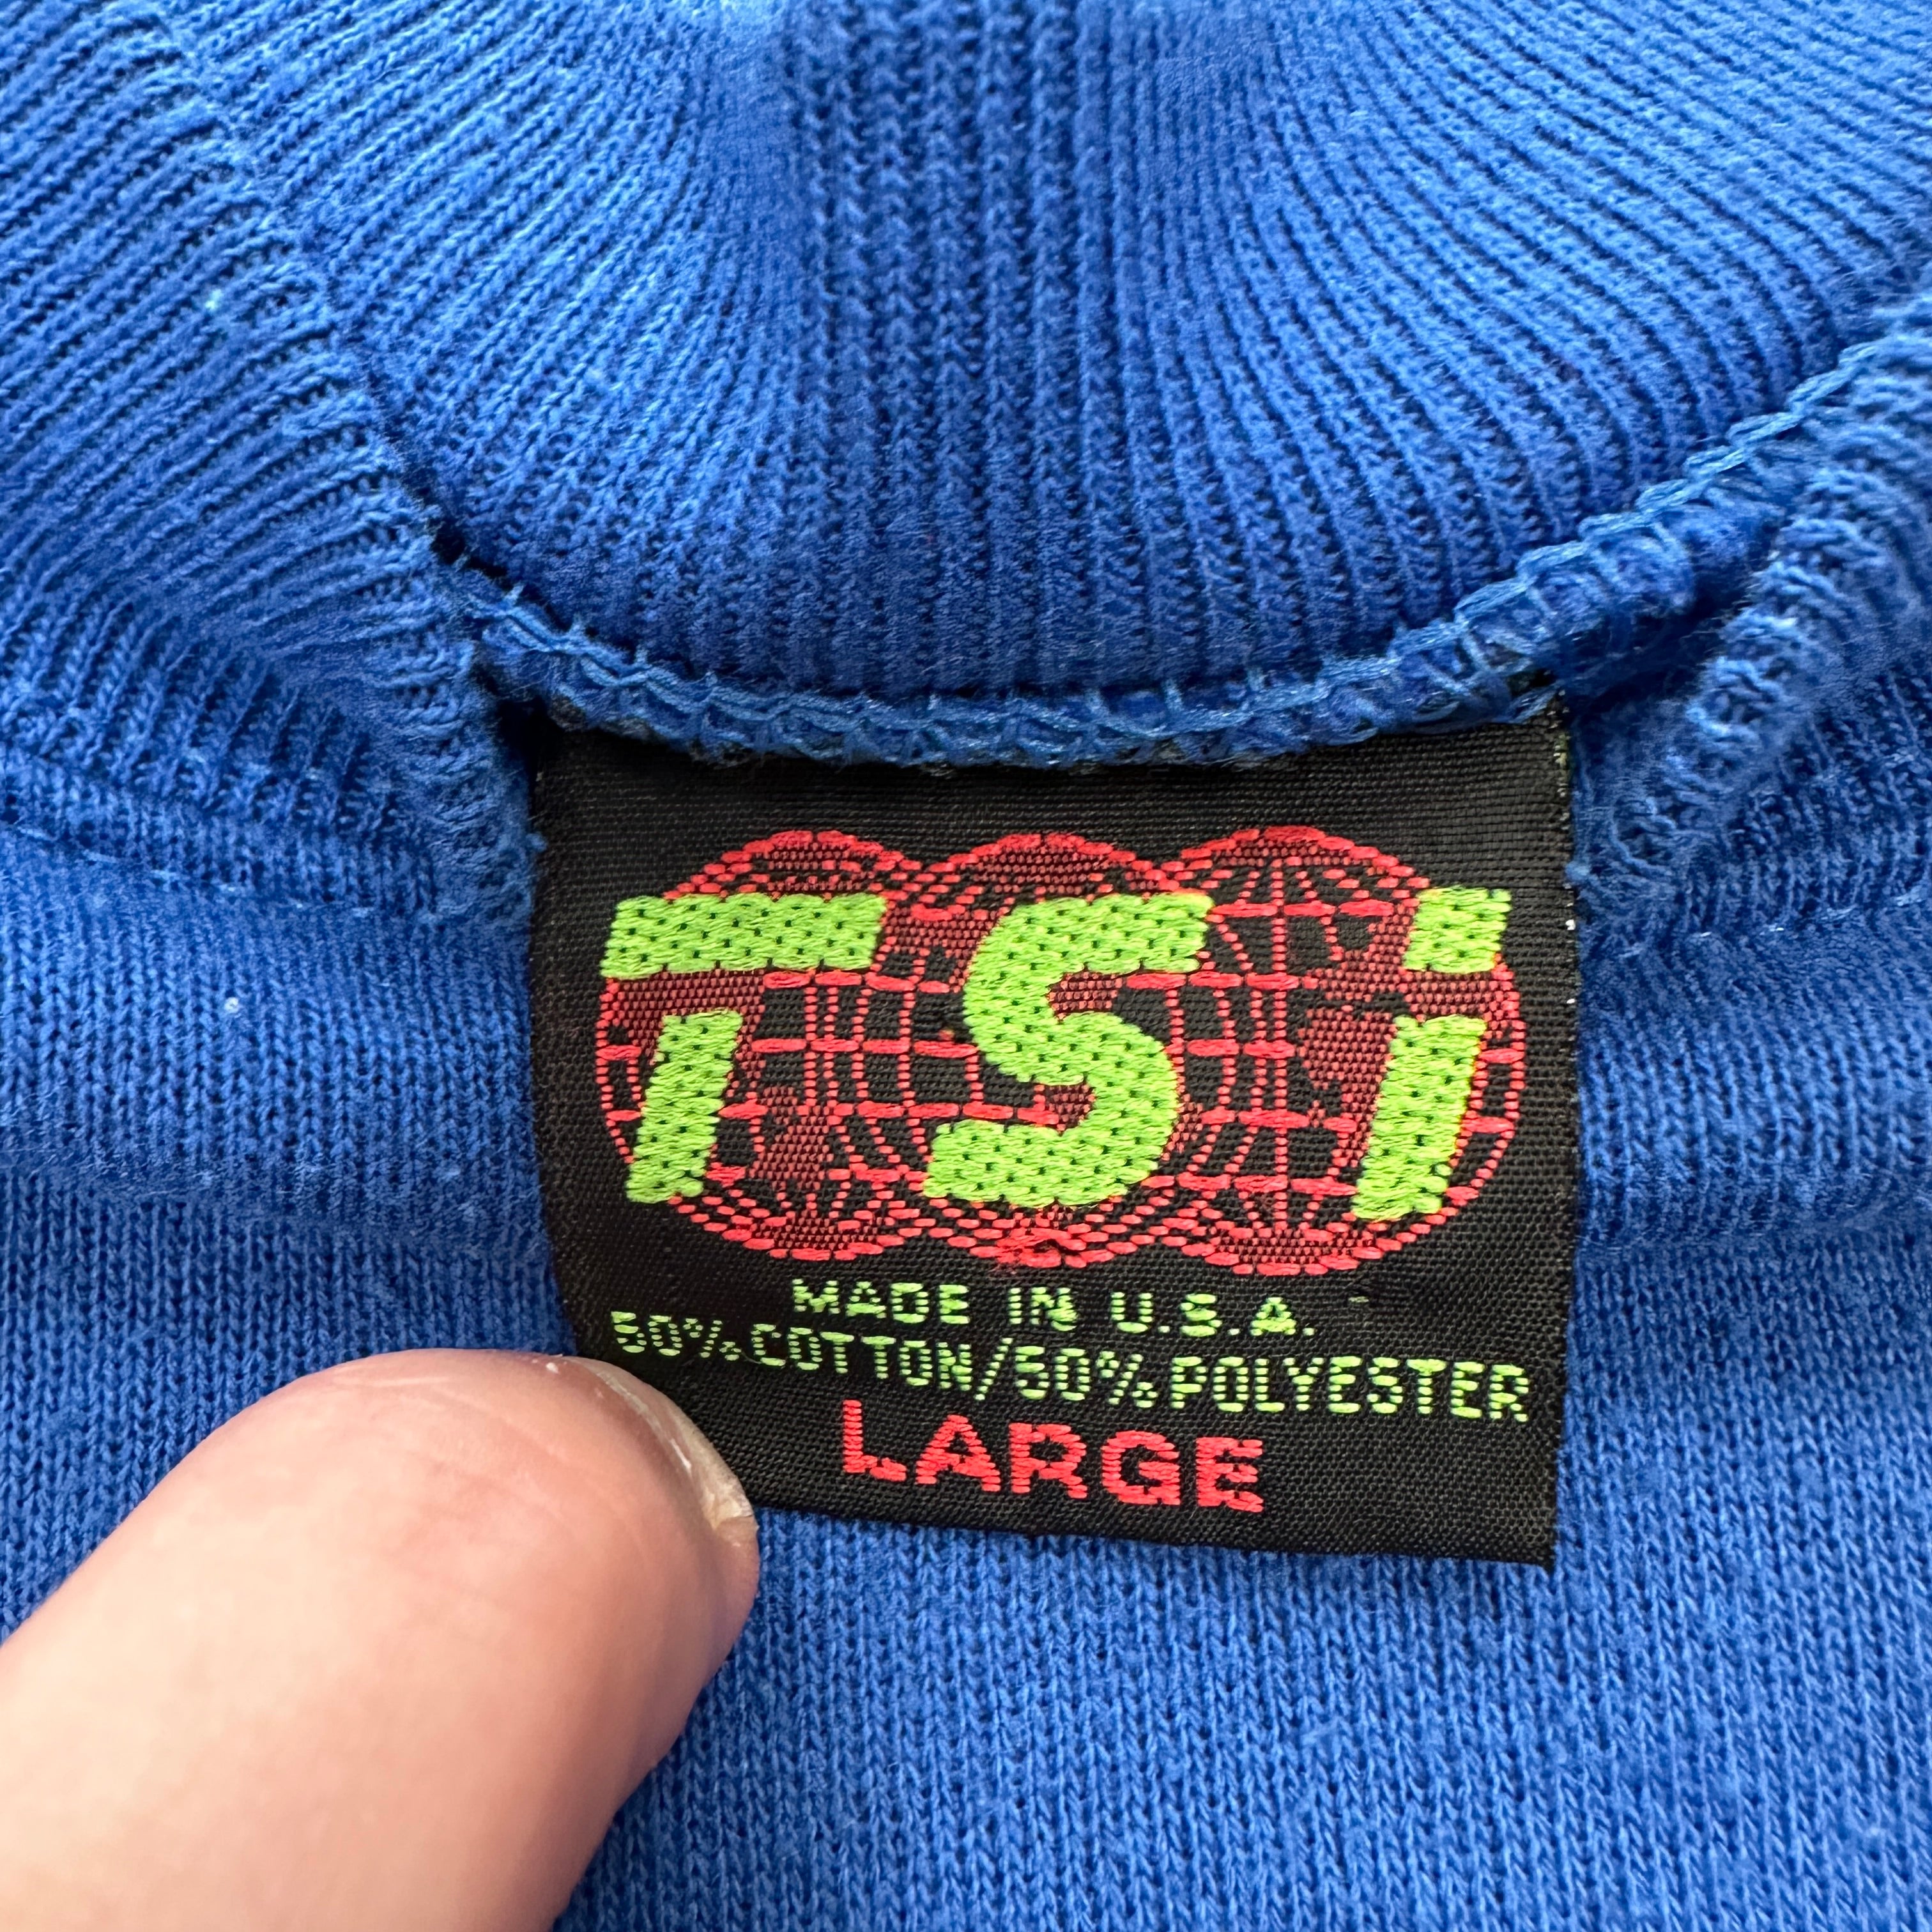 TSi
MADE IN U.S.A.
50%COTTON/50%POLYESTER
LARGE